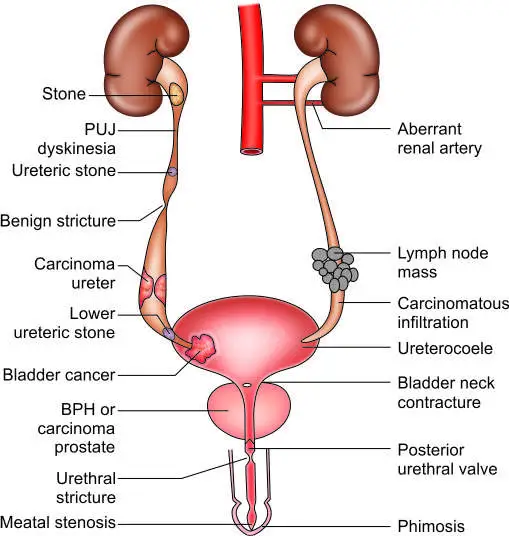 Stone
PUJ
dyskinesia
Ureteric stone
Benign stricture
Carcinoma
ureter
Lower
ureteric stone
Bladder cancer
BPH or
carcinoma
prostate
Urethral
stricture
Meatal stenosis
Aberrant
renal artery
Lymph node
mass
Carcinomatous
infiltration
Ureterocoele
Bladder neck
contracture
Posterior
urethral valve
Phimosis